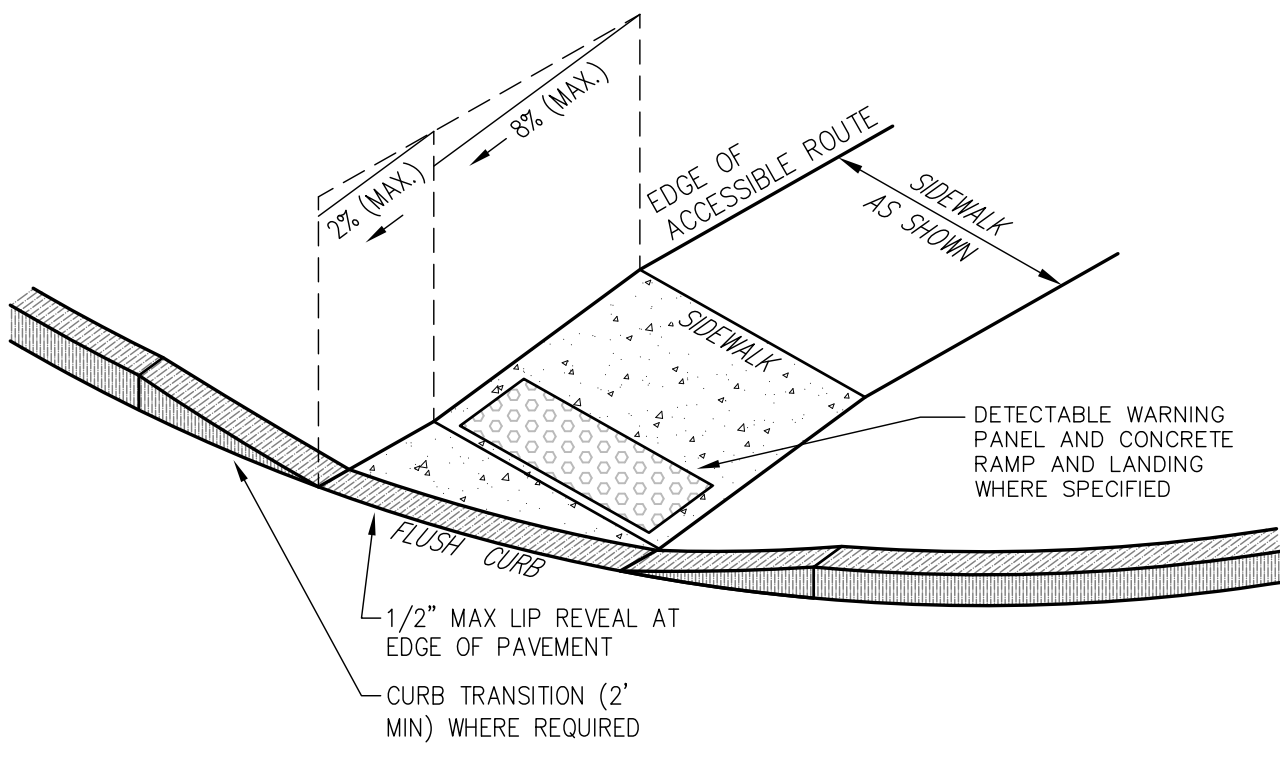 8% (MAX.)
2% (MAX.)
EDGE OF
ACCESSIBLE ROUTE
SIDEWALK
AS SHOWN
SIDEWALK
DETECTABLE WARNING
PANEL AND CONCRETE
RAMP AND LANDING
WHERE SPECIFIED
FLUSH CURB
1/2" MAX LIP REVEAL AT
EDGE OF PAVEMENT
CURB TRANSITION (2'
MIN) WHERE REQUIRED